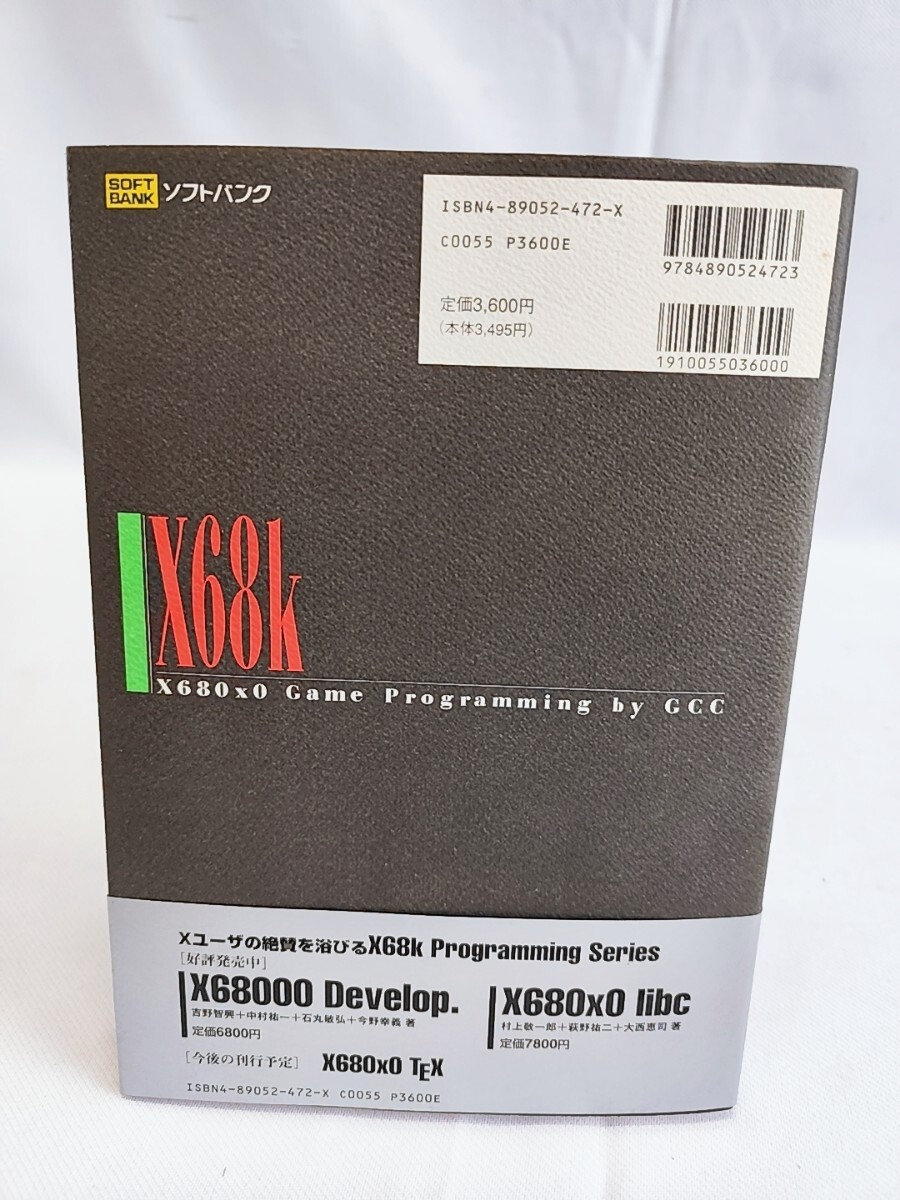 SOFT
BANK ソフトバンク
ISBN4-89052-472-X
C0055 P3600E
9784890524723
定価3,600円
(本体3,495円)
1910055036000
X68k
X680x0 Game Programming by GCC
Xユーザの絶賛を浴びるX68k Programming Series
[好評発売中]
X68000 Develop.
吉野智興+中村祐一+石丸敏弘+今野幸義 著
定価6800円
X680x0 libc
村上敬一郎+萩野祐二+大西恵司 著
定価7800円
[今後の刊行予定] X680x0 TEX
ISBN4-89052-472-X C0055 P3600E